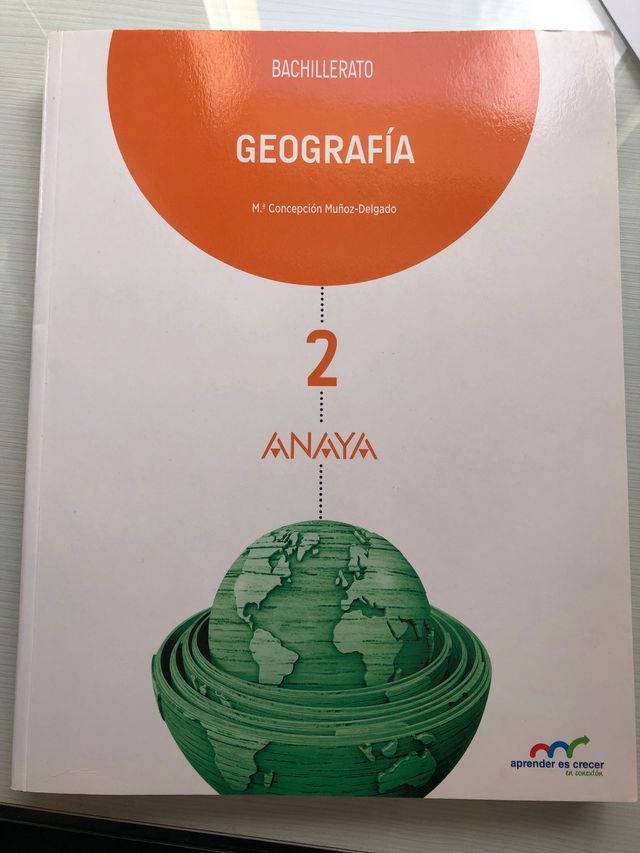 BACHILLERATO
GEOGRAFÍA
M.ª Concepción Muñoz-Delgado
2
ANAYA
aprender es crecer
en conexión